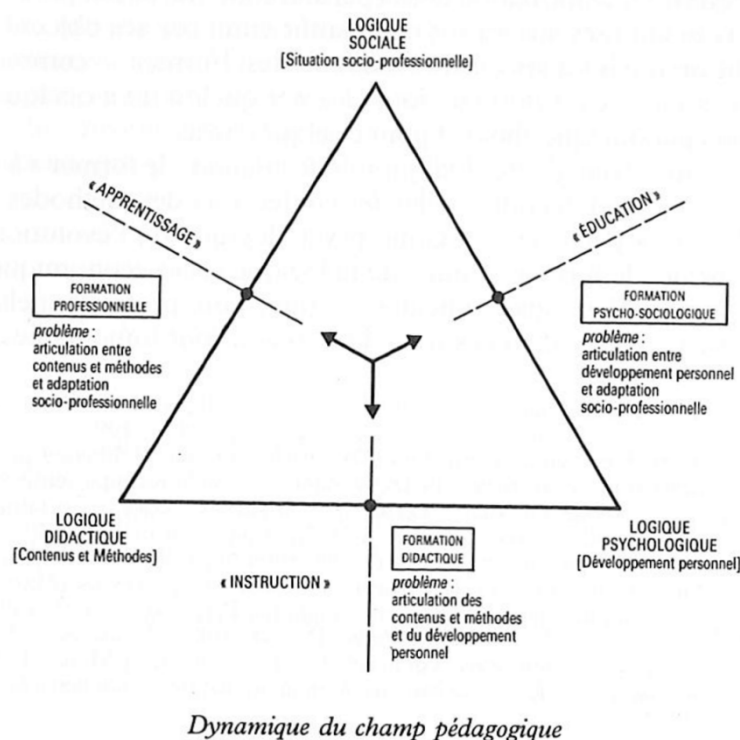 LOGIQUE
SOCIALE
[Situation socio-professionnelle]
« APPRENTISSAGE »
« ÉDUCATION »
FORMATION
PROFESSIONNELLE
problème :
articulation entre
contenus et méthodes
et adaptation
socio-professionnelle
FORMATION
PSYCHO-SOCIOLOGIQUE
problème :
articulation entre
développement personnel
et adaptation
socio-professionnelle
LOGIQUE
DIDACTIQUE
[Contenus et Méthodes]
LOGIQUE
PSYCHOLOGIQUE
[Développement personnel]
« INSTRUCTION »
FORMATION
DIDACTIQUE
problème :
articulation des
contenus et méthodes
et du développement
personnel
Dynamique du champ pédagogique